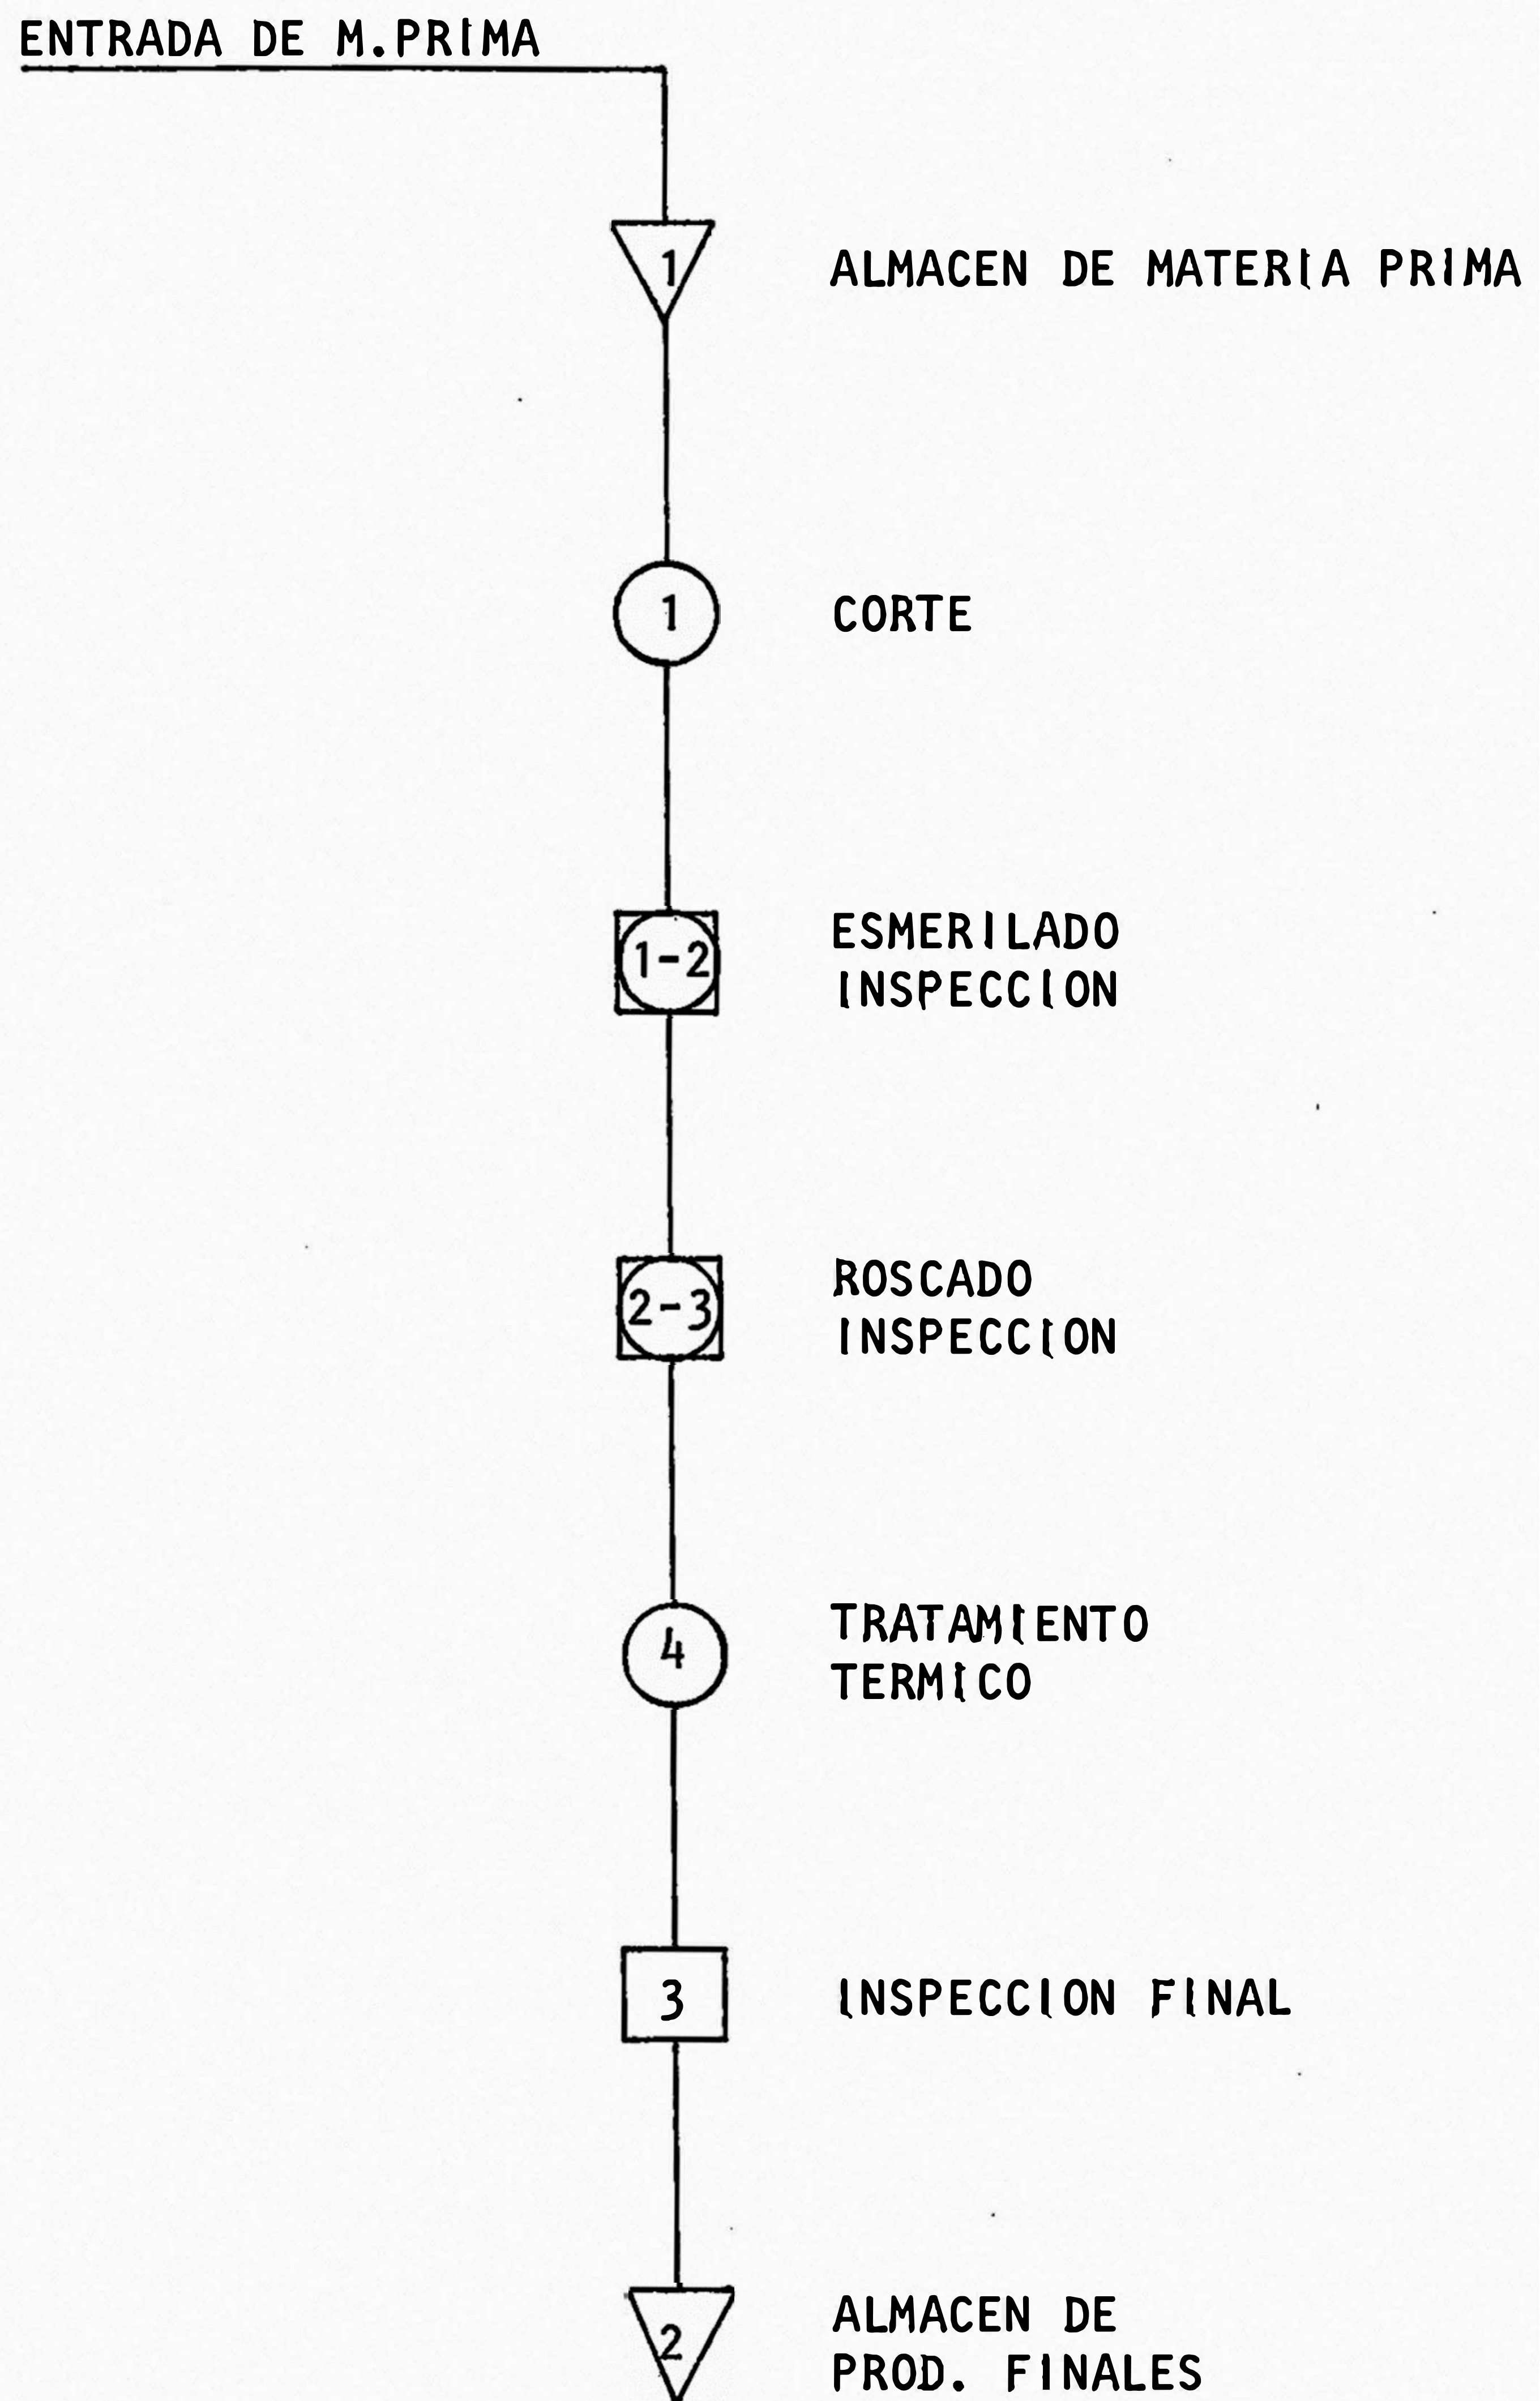 ENTRADA DE M.PRIMA
1
ALMACEN DE MATERIA PRIMA
1
CORTE
1-2
ESMERILADO
INSPECCION
2-3
ROSCADO
INSPECCION
4
TRATAMIENTO
TERMICO
3
INSPECCION FINAL
2
ALMACEN DE
PROD. FINALES